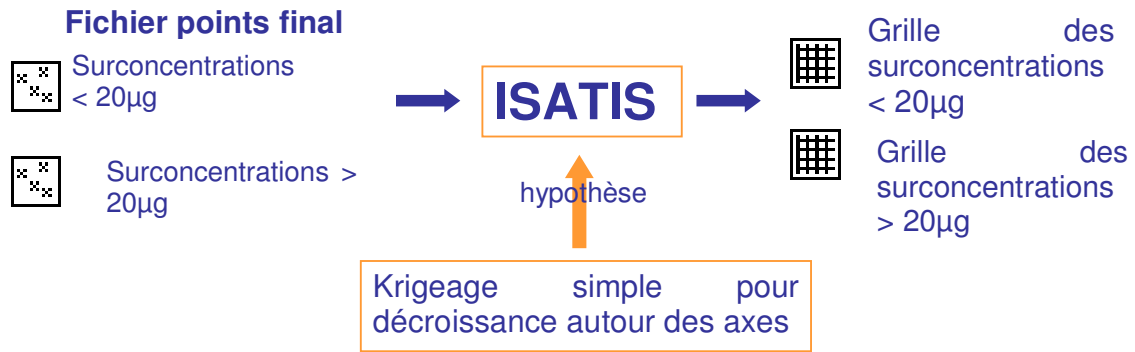 Fichier points final
Surconcentrations
< 20µg
Surconcentrations >
20µg
ISATIS
hypothèse
Krigeage simple pour
décroissance autour des axes
Grille des
surconcentrations
< 20µg
Grille des
surconcentrations
> 20µg